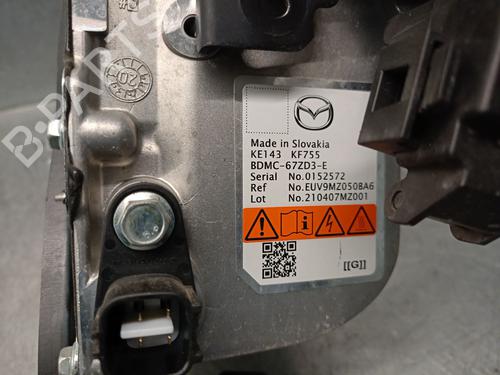 B-PARTS
Made in Slovakia
KE143 KF755
BDMC-67ZD3-E
Serial No.0152572
Ref No.EUV9MZ050BA6
Lot No.210407MZ001
[[G]]